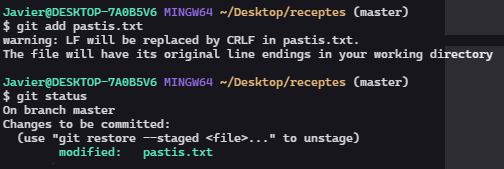 Javier@DESKTOP-7A0B5V6 MINGW64 ~/Desktop/receptes (master)
$ git add pastis.txt
warning: LF will be replaced by CRLF in pastis.txt.
The file will have its original line endings in your working directory
Javier@DESKTOP-7A0B5V6 MINGW64 ~/Desktop/receptes (master)
$ git status
On branch master
Changes to be committed:
  (use "git restore --staged <file>..." to unstage)
        modified:   pastis.txt